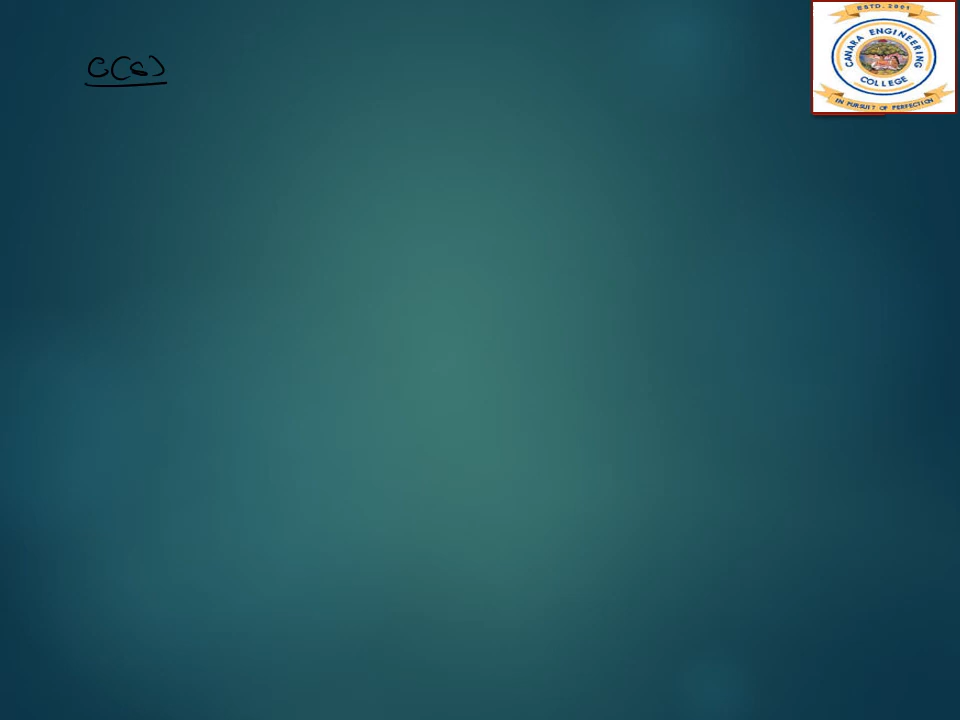 C(s)
ESTD. 2001
CANARA ENGINEERING
COLLEGE
IN PURSUIT OF PERFECTION